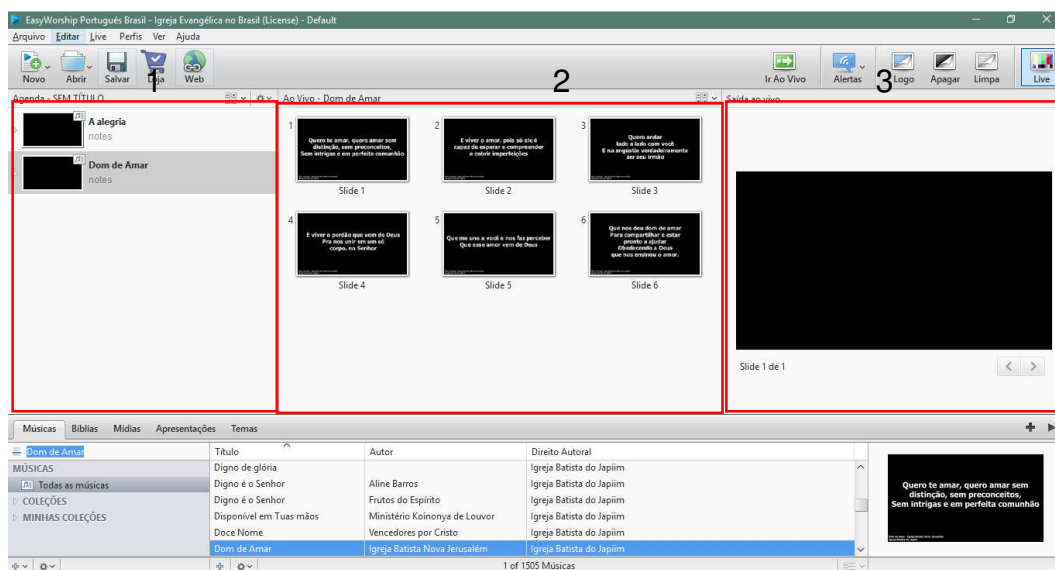 EasyWorship Português Brasil - Igreja Evangélica no Brasil (License) - Default
Arquivo Editar Live Perfis Ver Ajuda
Novo Abrir Salvar Loja Web Ir Ao Vivo Alertas Logo Apagar Limpa Live
1 2 3
Agenda - SEM TÍTULO Ao Vivo - Dom de Amar Saída ao vivo
A alegria
notes
Dom de Amar
notes
1
Quero te amar, quero amar sem
distinção, sem preconceitos,
Sem intrigas e em perfeita comunhão
Slide 1
2
E viver o amor, pois só ele é
capaz de esperar e compreender
e cobrir imperfeições
Slide 2
3
Quero andar
lado a lado com você
E na angústia verdadeiramente
ser seu irmão
Slide 3
4
E viver o perdão que vem de Deus
Pra nos unir em um só
corpo, no Senhor
Slide 4
5
Que me une a você e nos faz perceber
Que esse amor vem de Deus
Slide 5
6
Que nos deu dom de amar
Para compartilhar e estar
pronto a ajudar
Obedecendo a Deus
que nos ensinou o amor.
Slide 6
Slide 1 de 1
Músicas Bíblias Mídias Apresentações Temas
Dom de Amar
MÚSICAS
Todas as músicas
COLEÇÕES
MINHAS COLEÇÕES
Título Autor Direito Autoral
Digno de glória Igreja Batista do Japiim
Digno é o Senhor Aline Barros Igreja Batista do Japiim
Digno é o Senhor Frutos do Espírito Igreja Batista do Japiim
Disponível em Tuas mãos Ministério Koinonya de Louvor Igreja Batista do Japiim
Doce Nome Vencedores por Cristo Igreja Batista do Japiim
Dom de Amar Igreja Batista Nova Jerusalém Igreja Batista do Japiim
1 of 1505 Músicas
Quero te amar, quero amar sem
distinção, sem preconceitos,
Sem intrigas e em perfeita comunhão